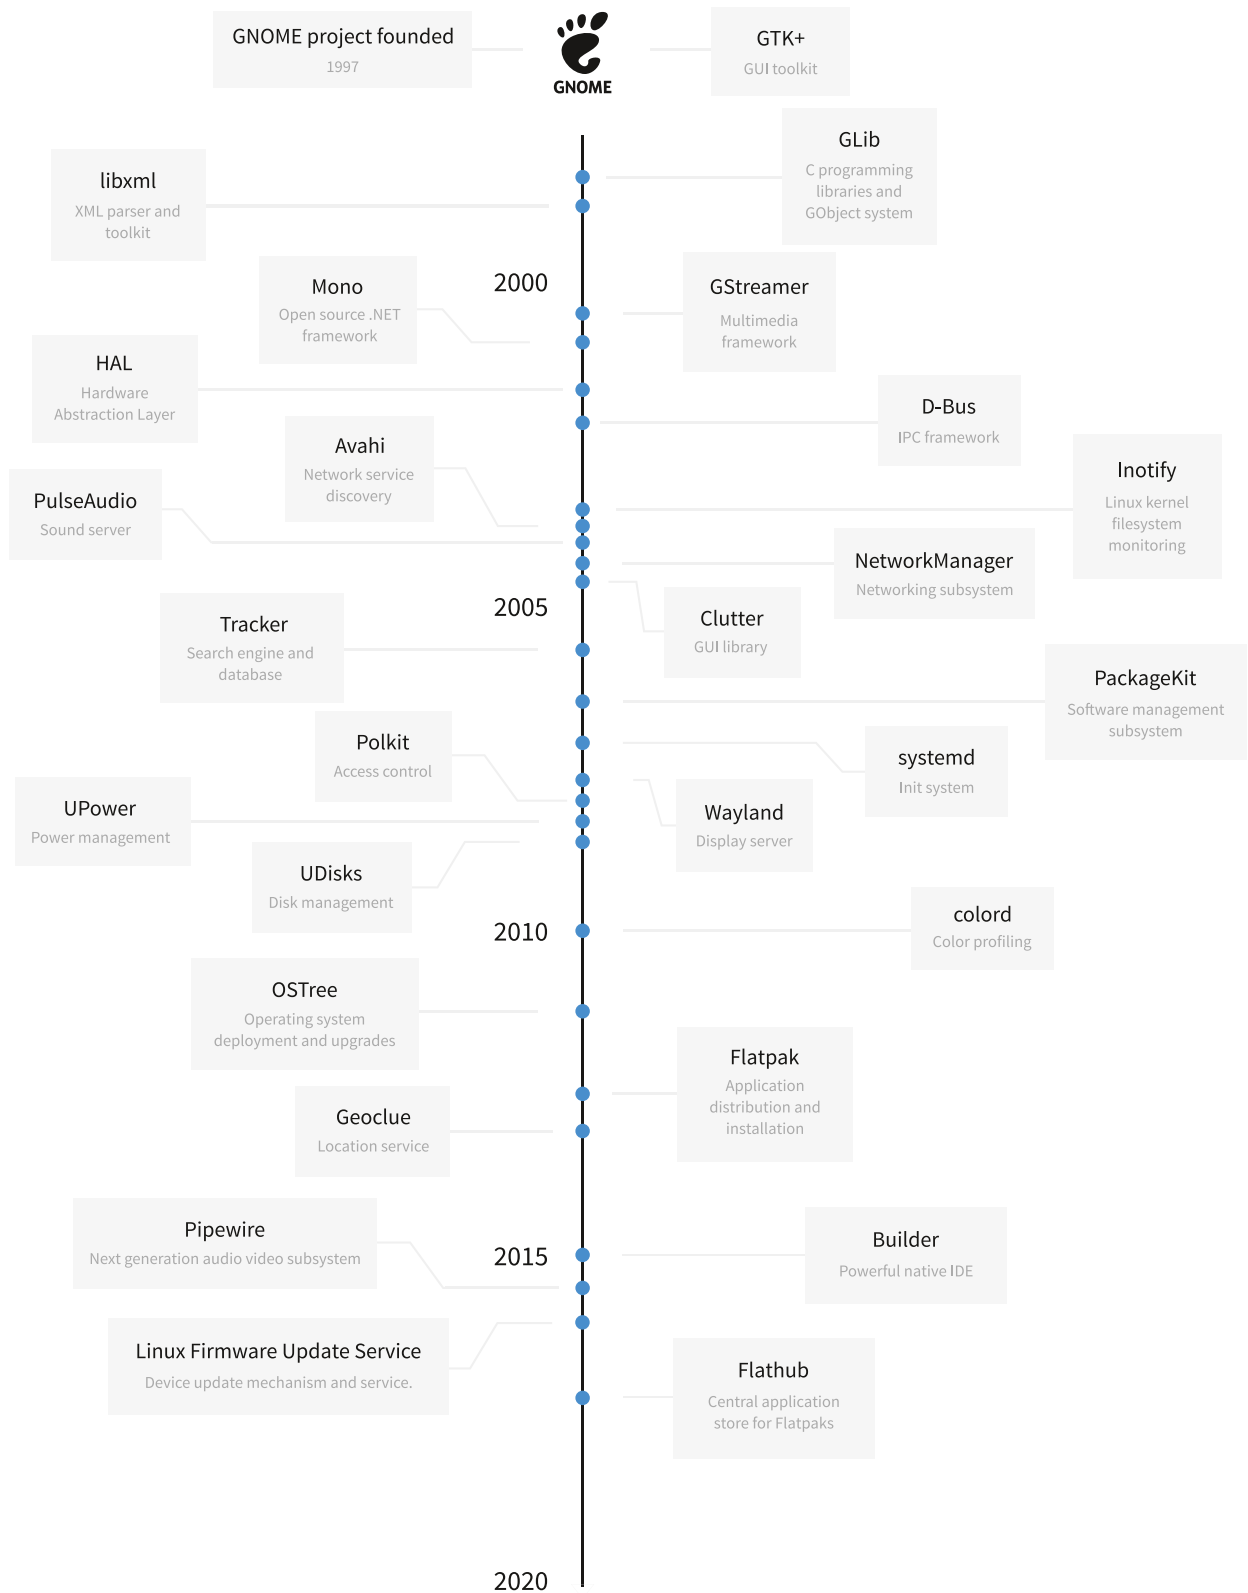 GNOME project founded
1997
GNOME
GTK+
GUI toolkit
GLib
C programming
libraries and
GObject system
libxml
XML parser and
toolkit
2000
Mono
Open source .NET
framework
GStreamer
Multimedia
framework
HAL
Hardware
Abstraction Layer
D-Bus
IPC framework
Avahi
Network service
discovery
Inotify
Linux kernel
filesystem
monitoring
PulseAudio
Sound server
NetworkManager
Networking subsystem
2005
Clutter
GUI library
Tracker
Search engine and
database
PackageKit
Software management
subsystem
Polkit
Access control
systemd
Init system
UPower
Power management
Wayland
Display server
UDisks
Disk management
2010
colord
Color profiling
OSTree
Operating system
deployment and upgrades
Flatpak
Application
distribution and
installation
Geoclue
Location service
Pipewire
Next generation audio video subsystem
2015
Builder
Powerful native IDE
Linux Firmware Update Service
Device update mechanism and service.
Flathub
Central application
store for Flatpaks
2020